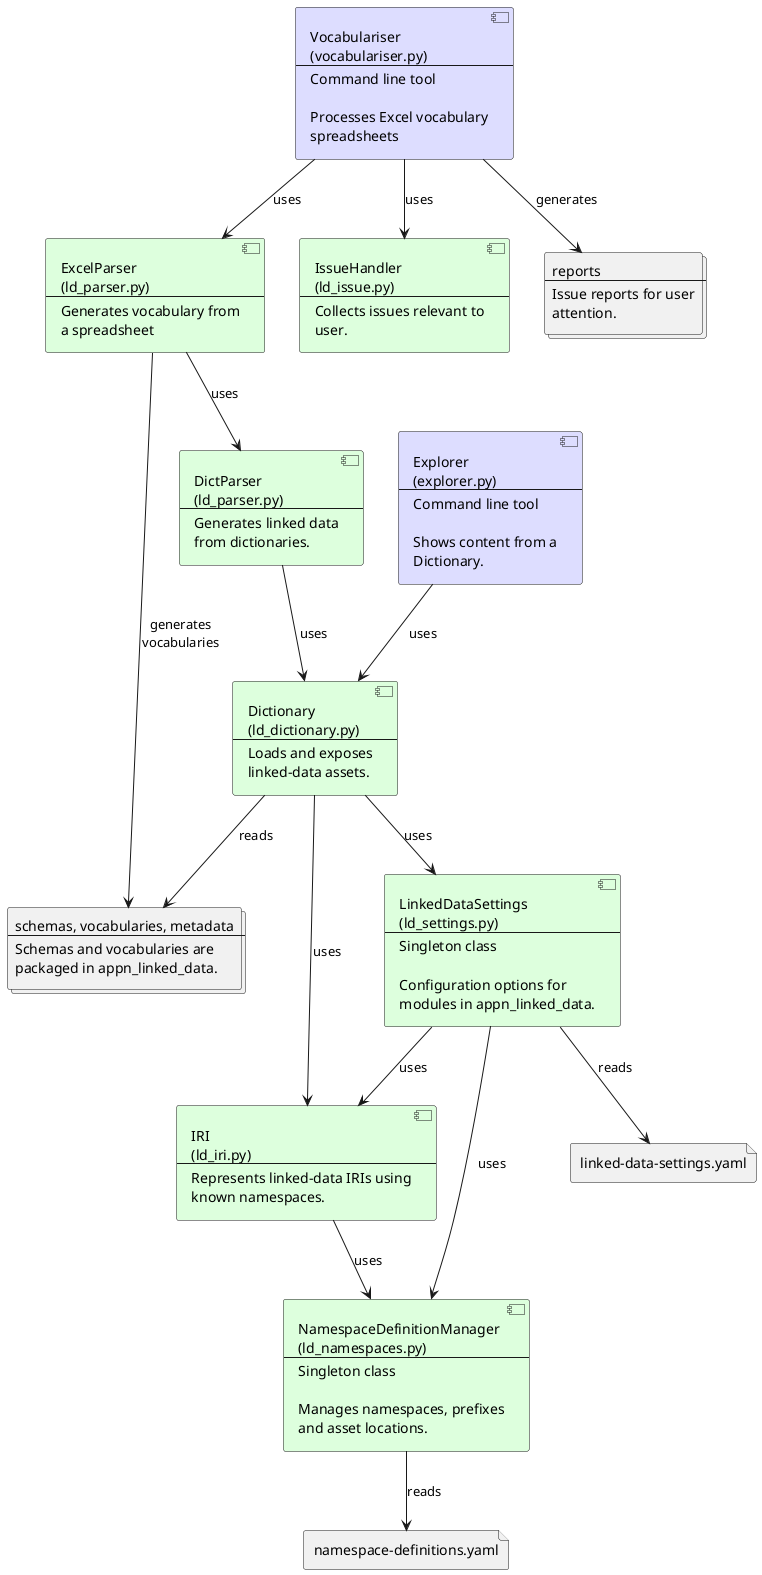 Vocabulariser
(vocabulariser.py)
Command line tool
Processes Excel vocabulary
spreadsheets
uses
uses
generates
ExcelParser
(ld_parser.py)
Generates vocabulary from
a spreadsheet
IssueHandler
(ld_issue.py)
Collects issues relevant to
user.
reports
Issue reports for user
attention.
uses
DictParser
(ld_parser.py)
Generates linked data
from dictionaries.
Explorer
(explorer.py)
Command line tool
Shows content from a
Dictionary.
generates
vocabularies
uses
uses
Dictionary
(ld_dictionary.py)
Loads and exposes
linked-data assets.
reads
uses
schemas, vocabularies, metadata
Schemas and vocabularies are
packaged in appn_linked_data.
uses
LinkedDataSettings
(ld_settings.py)
Singleton class
Configuration options for
modules in appn_linked_data.
uses
reads
IRI
(ld_iri.py)
Represents linked-data IRIs using
known namespaces.
uses
linked-data-settings.yaml
uses
NamespaceDefinitionManager
(ld_namespaces.py)
Singleton class
Manages namespaces, prefixes
and asset locations.
reads
namespace-definitions.yaml